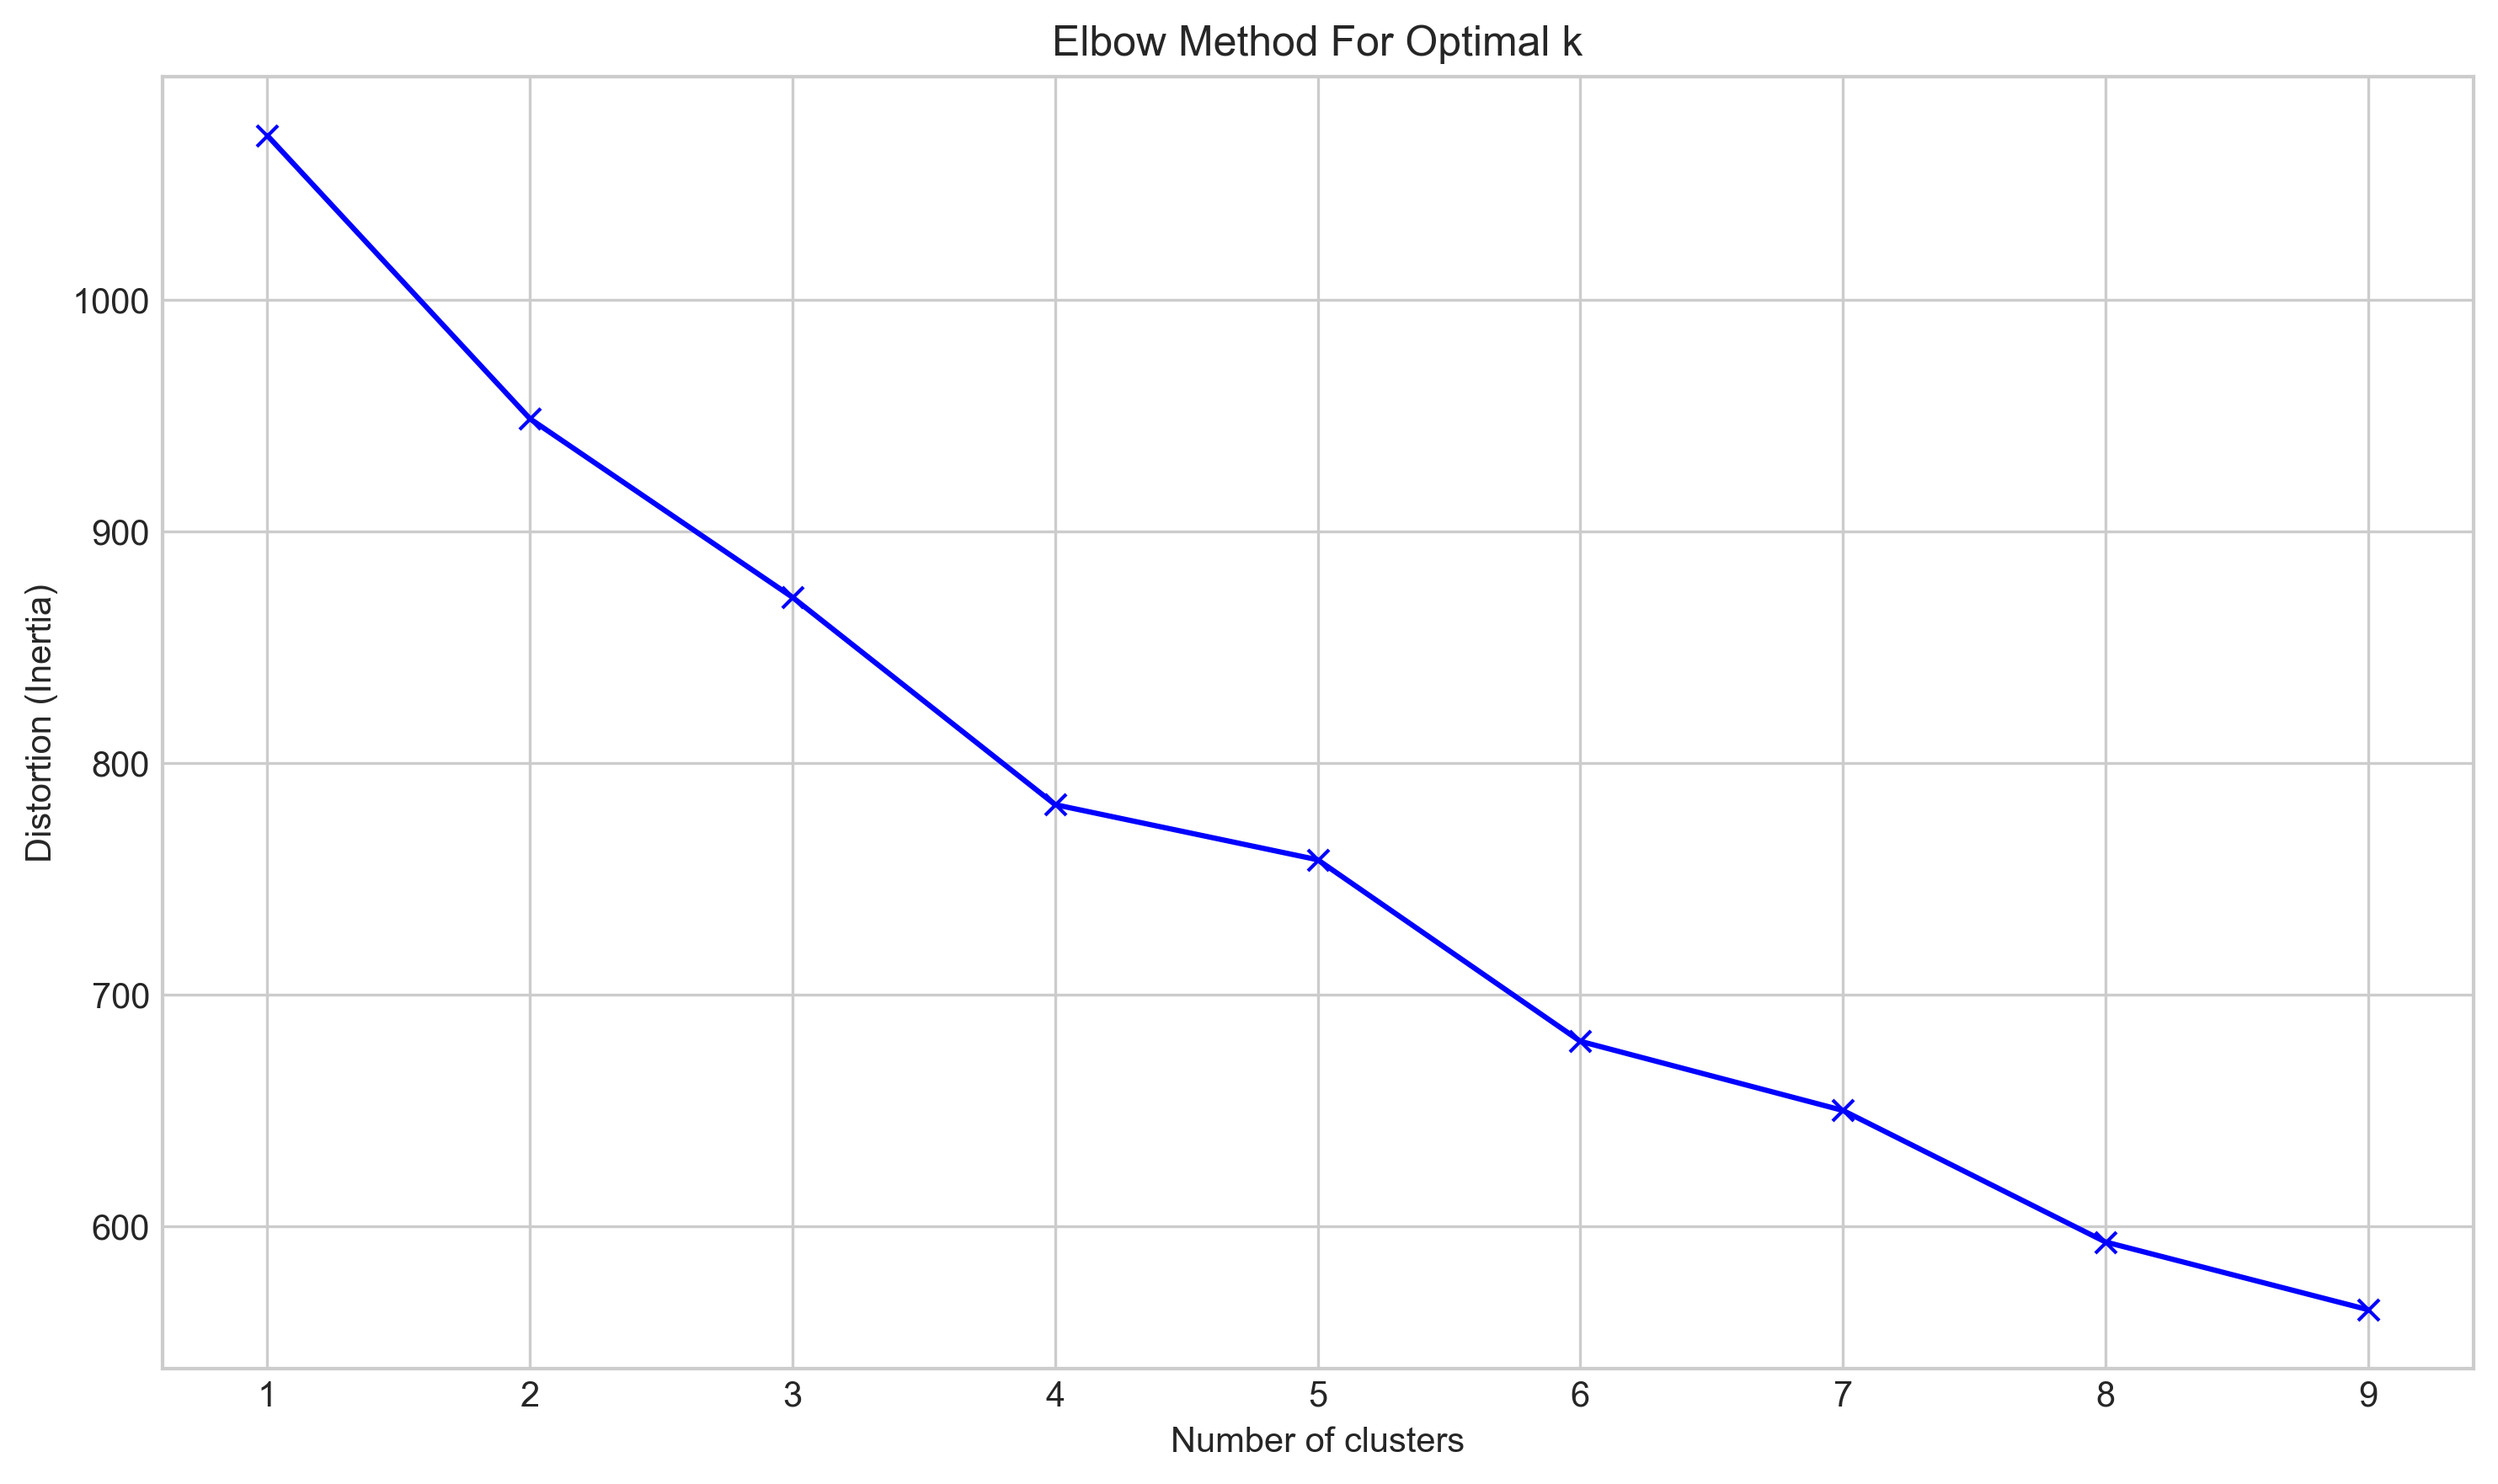 Elbow Method For Optimal k
Distortion (Inertia)
1000
900
800
700
600
1 2 3 4 5 6 7 8 9
Number of clusters